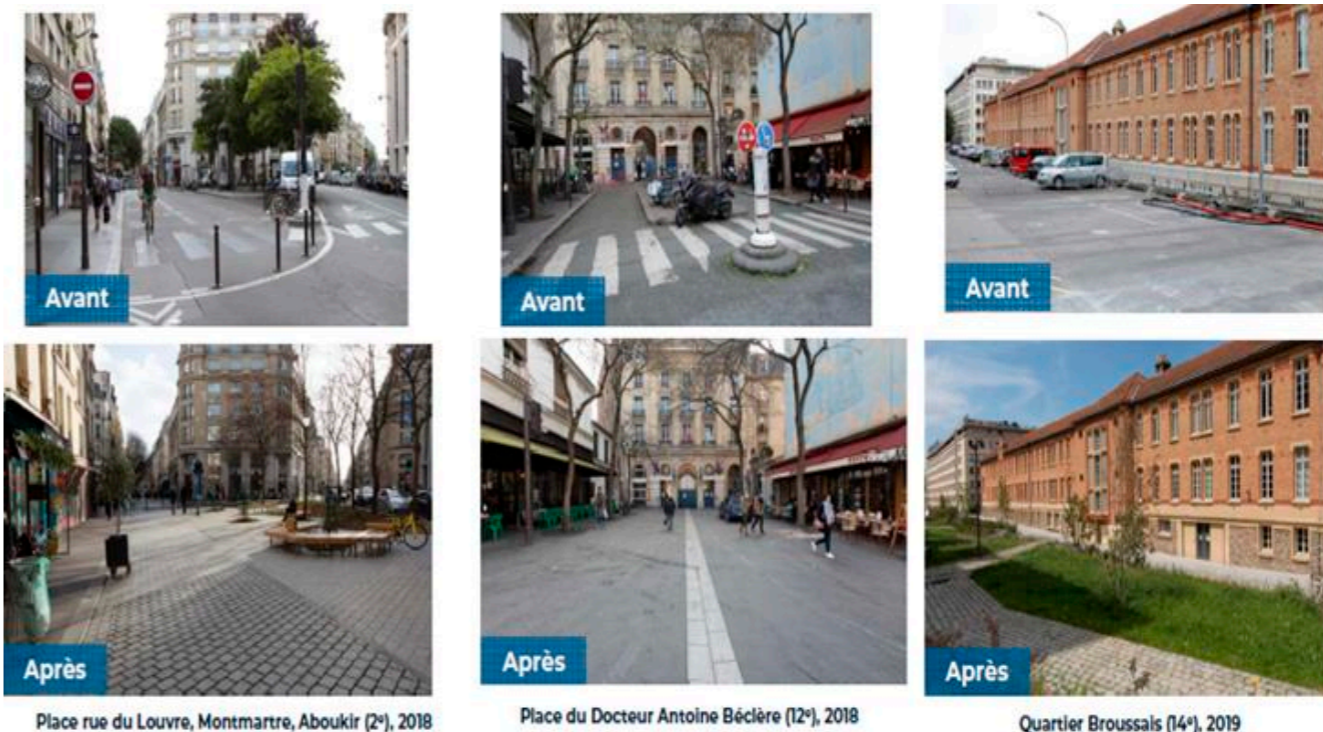 Avant
Avant
Avant
Après
Après
Après
Place rue du Louvre, Montmartre, Aboukir (2ᵉ), 2018
Place du Docteur Antoine Béclère (12ᵉ), 2018
Quartier Broussais (14ᵉ), 2019